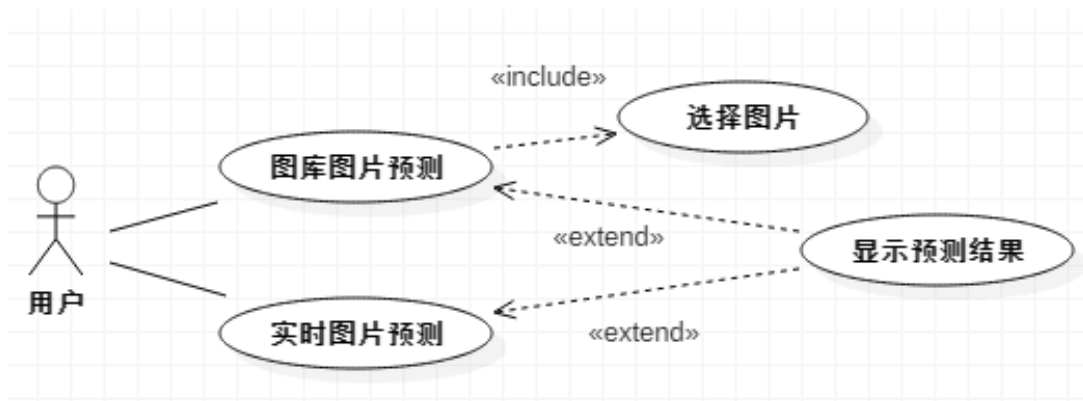 «include»
选择图片
图库图片预测
«extend»
显示预测结果
用户
实时图片预测
«extend»